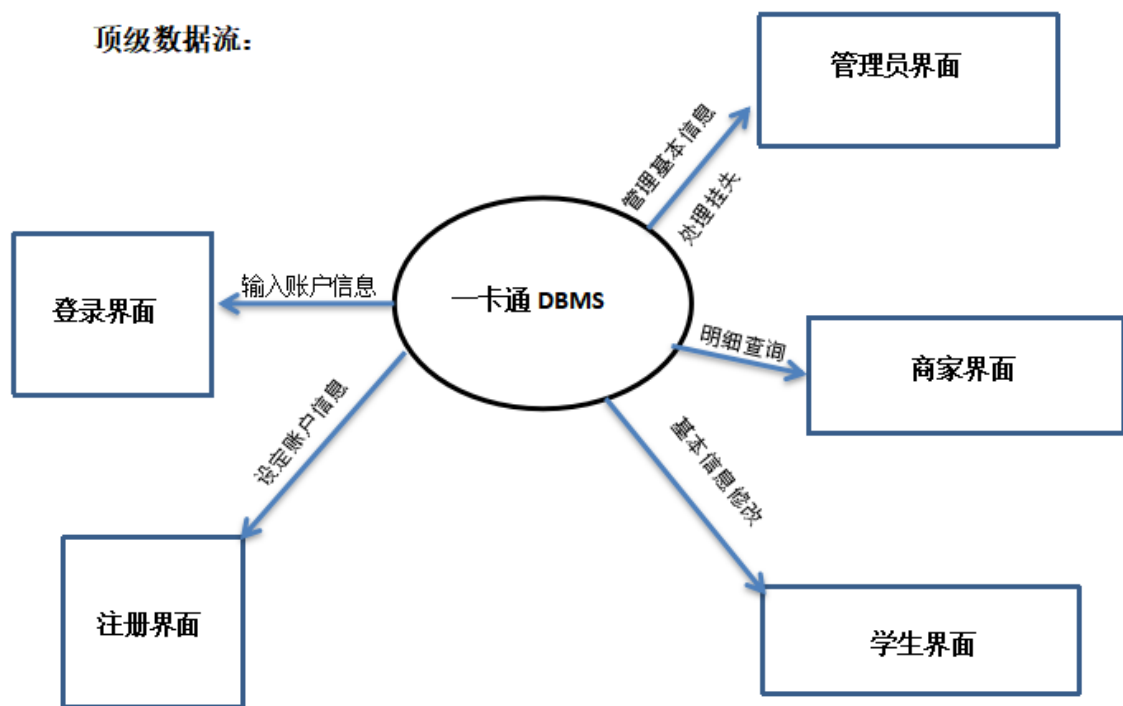 顶级数据流：
管理员界面
管理基本信息
处理挂失
登录界面
输入账户信息
一卡通 DBMS
明细查询
商家界面
设定账户信息
基本信息修改
注册界面
学生界面